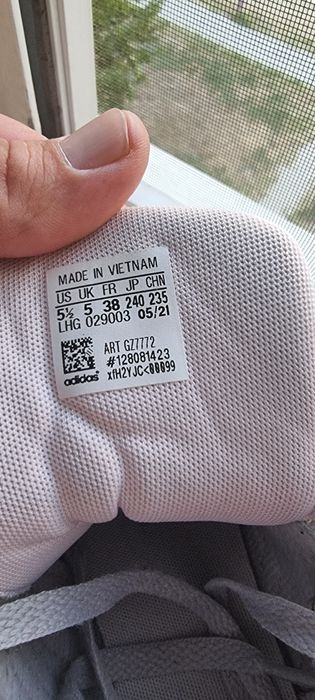 MADE IN VIETNAM
US UK FR JP CHN
5½ 5 38 240 235
LHG 029003 05/21
ART GZ7772
#128081423
xfH2YJC<00099
adidas